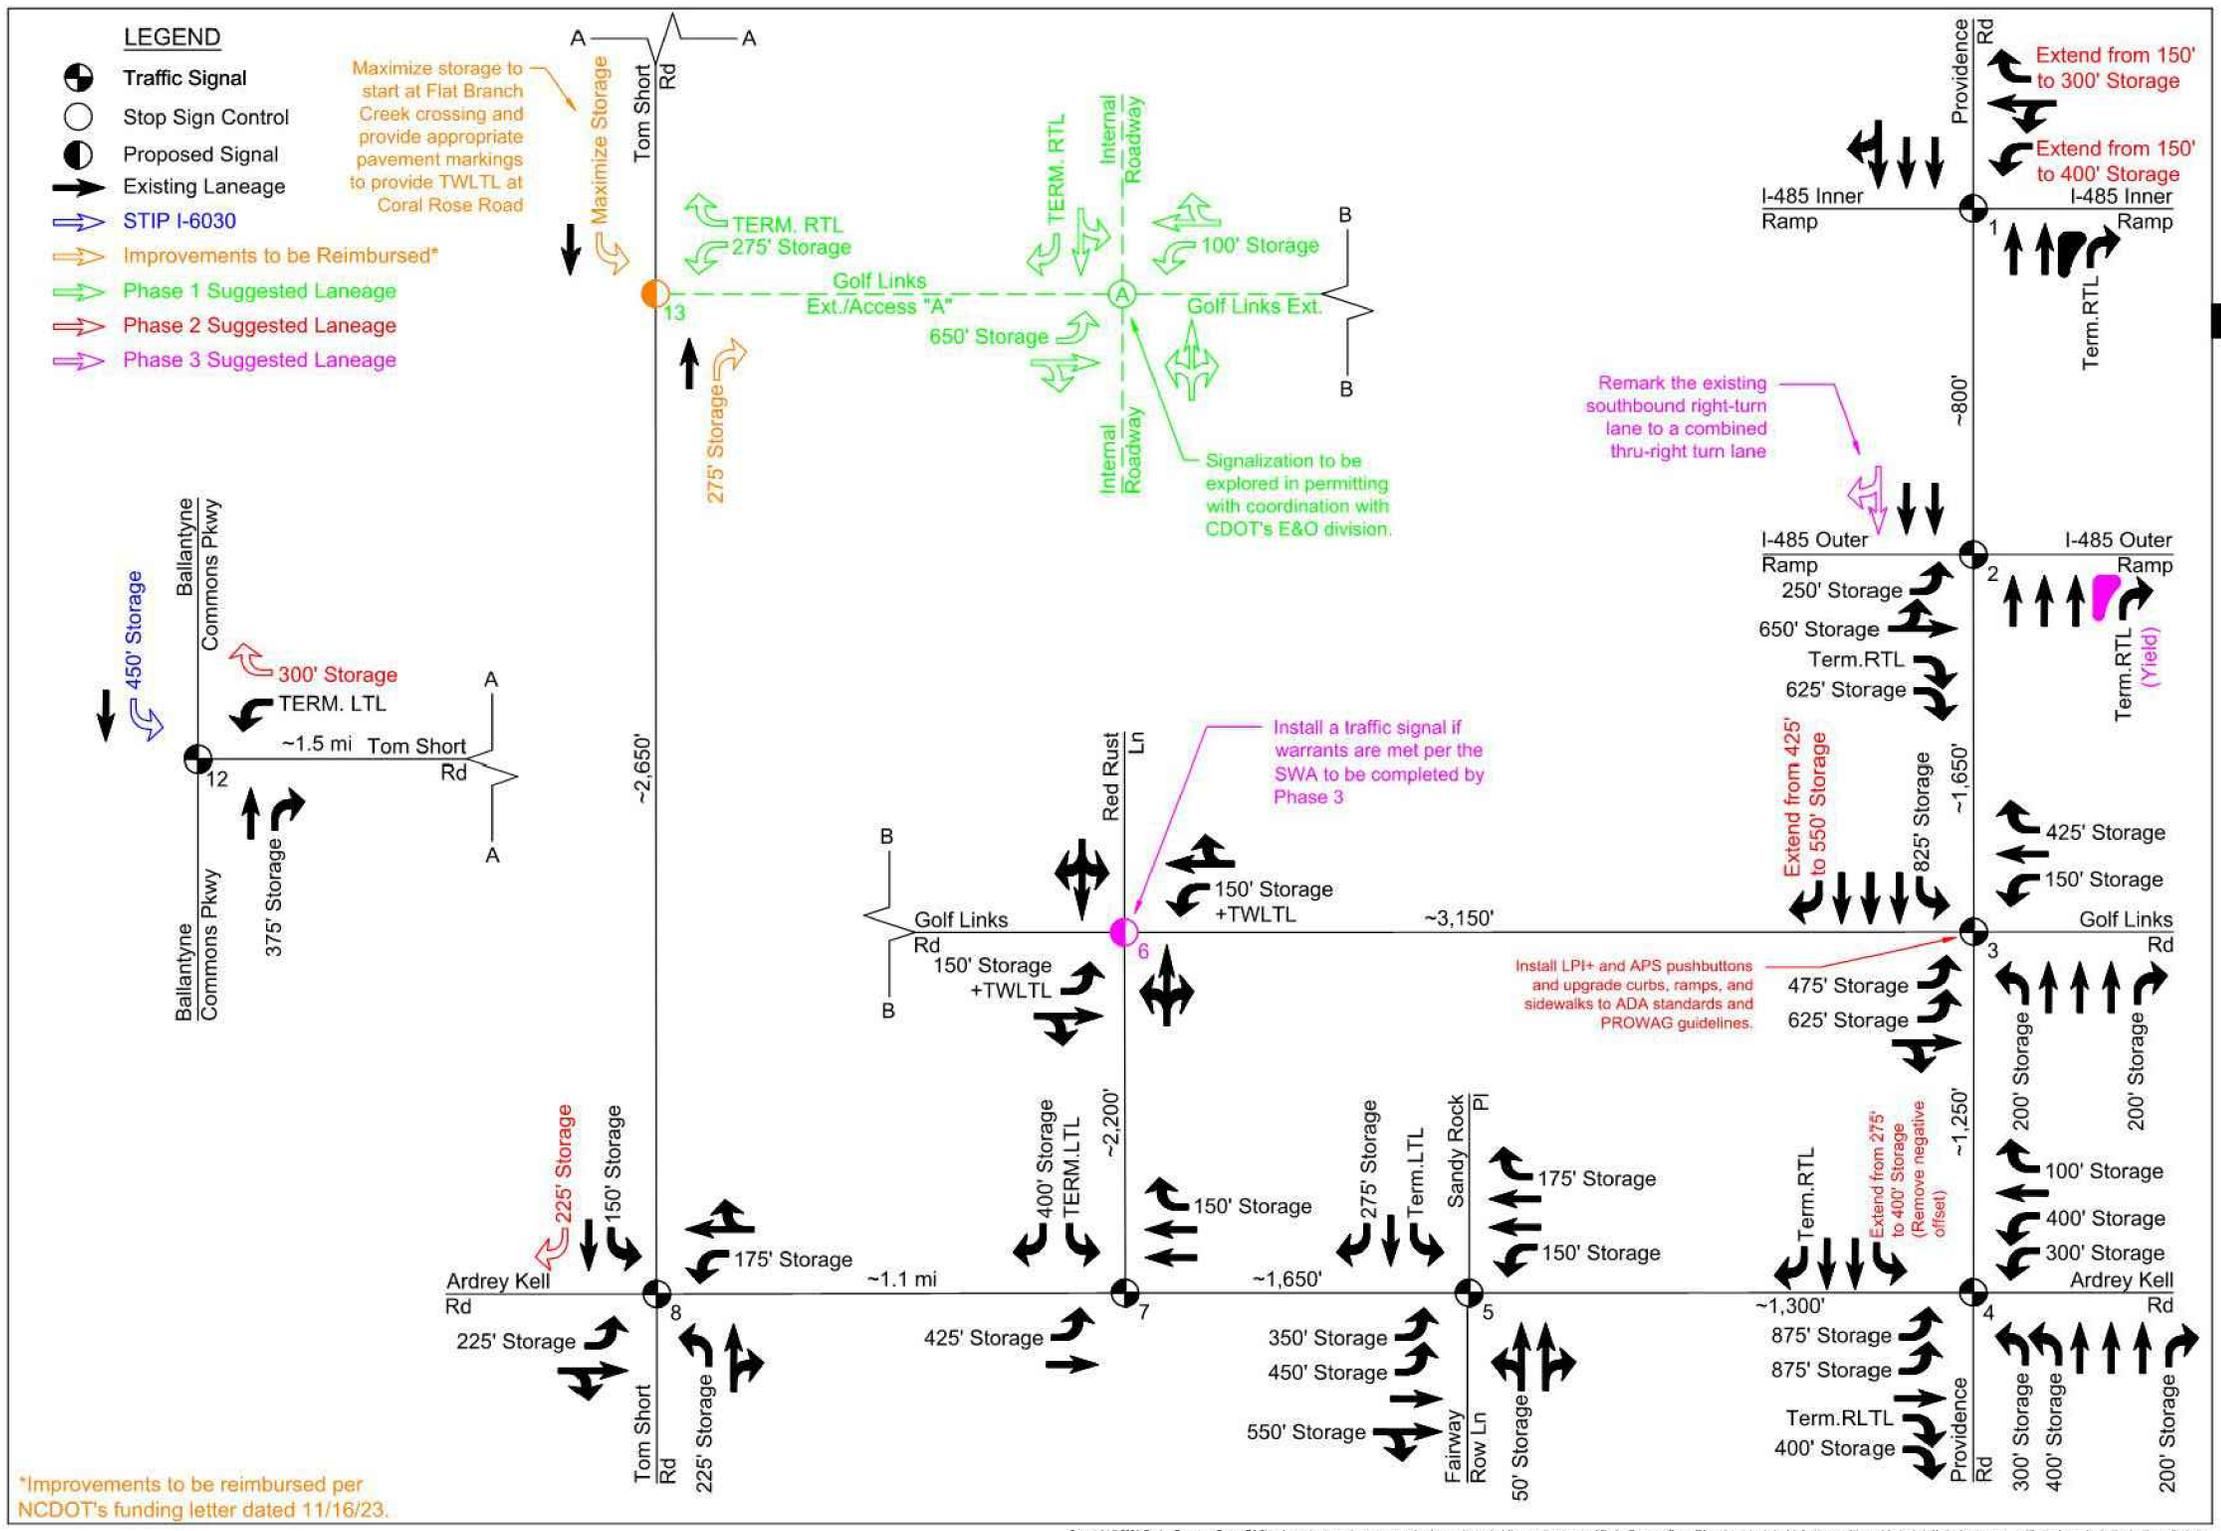 LEGEND
Traffic Signal
Stop Sign Control
Proposed Signal
Existing Laneage
STIP I-6030
Improvements to be Reimbursed*
Phase 1 Suggested Laneage
Phase 2 Suggested Laneage
Phase 3 Suggested Laneage
Maximize storage to
start at Flat Branch
Creek crossing and
provide appropriate
pavement markings
to provide TWLTL at
Coral Rose Road
A
A
Tom Short
Rd
Maximize Storage
TERM. RTL
275' Storage
13
Golf Links
Ext./Access "A"
275' Storage
TERM. RTL
Internal
Roadway
100' Storage
A
Golf Links Ext.
650' Storage
Internal
Roadway
B
B
Signalization to be
explored in permitting
with coordination with
CDOT's E&O division.
Providence
Rd
Extend from 150'
to 300' Storage
Extend from 150'
to 400' Storage
I-485 Inner
Ramp
I-485 Inner
Ramp
1
Term.RTL
~800'
Remark the existing
southbound right-turn
lane to a combined
thru-right turn lane
I-485 Outer
Ramp
I-485 Outer
Ramp
2
250' Storage
650' Storage
Term.RTL
625' Storage
Term.RTL
(Yield)
~1,650'
Ballantyne
Commons Pkwy
450' Storage
300' Storage
TERM. LTL
~1.5 mi
Tom Short
Rd
12
A
A
375' Storage
Ballantyne
Commons Pkwy
~2,650'
Red Rust
Ln
Install a traffic signal if
warrants are met per the
SWA to be completed by
Phase 3
B
B
Golf Links
Rd
150' Storage
+TWLTL
6
150' Storage
+TWLTL
~3,150'
Extend from 425'
to 550' Storage
825' Storage
425' Storage
150' Storage
Golf Links
Rd
3
Install LPI+ and APS pushbuttons
and upgrade curbs, ramps, and
sidewalks to ADA standards and
PROWAG guidelines.
475' Storage
625' Storage
200' Storage
200' Storage
~1,250'
~2,200'
225' Storage
150' Storage
175' Storage
Ardrey Kell
Rd
8
225' Storage
225' Storage
Tom Short
Rd
~1.1 mi
400' Storage
TERM.LTL
150' Storage
7
425' Storage
~1,650'
275' Storage
Term.LTL
Sandy Rock
Pl
175' Storage
150' Storage
5
350' Storage
450' Storage
550' Storage
Fairway
Row Ln
50' Storage
~1,300'
Term.RTL
Extend from 275'
to 400' Storage
(Remove negative
offset)
100' Storage
400' Storage
300' Storage
Ardrey Kell
Rd
4
875' Storage
875' Storage
Term.RLTL
400' Storage
Providence
Rd
300' Storage
400' Storage
200' Storage
*Improvements to be reimbursed per
NCDOT's funding letter dated 11/16/23.